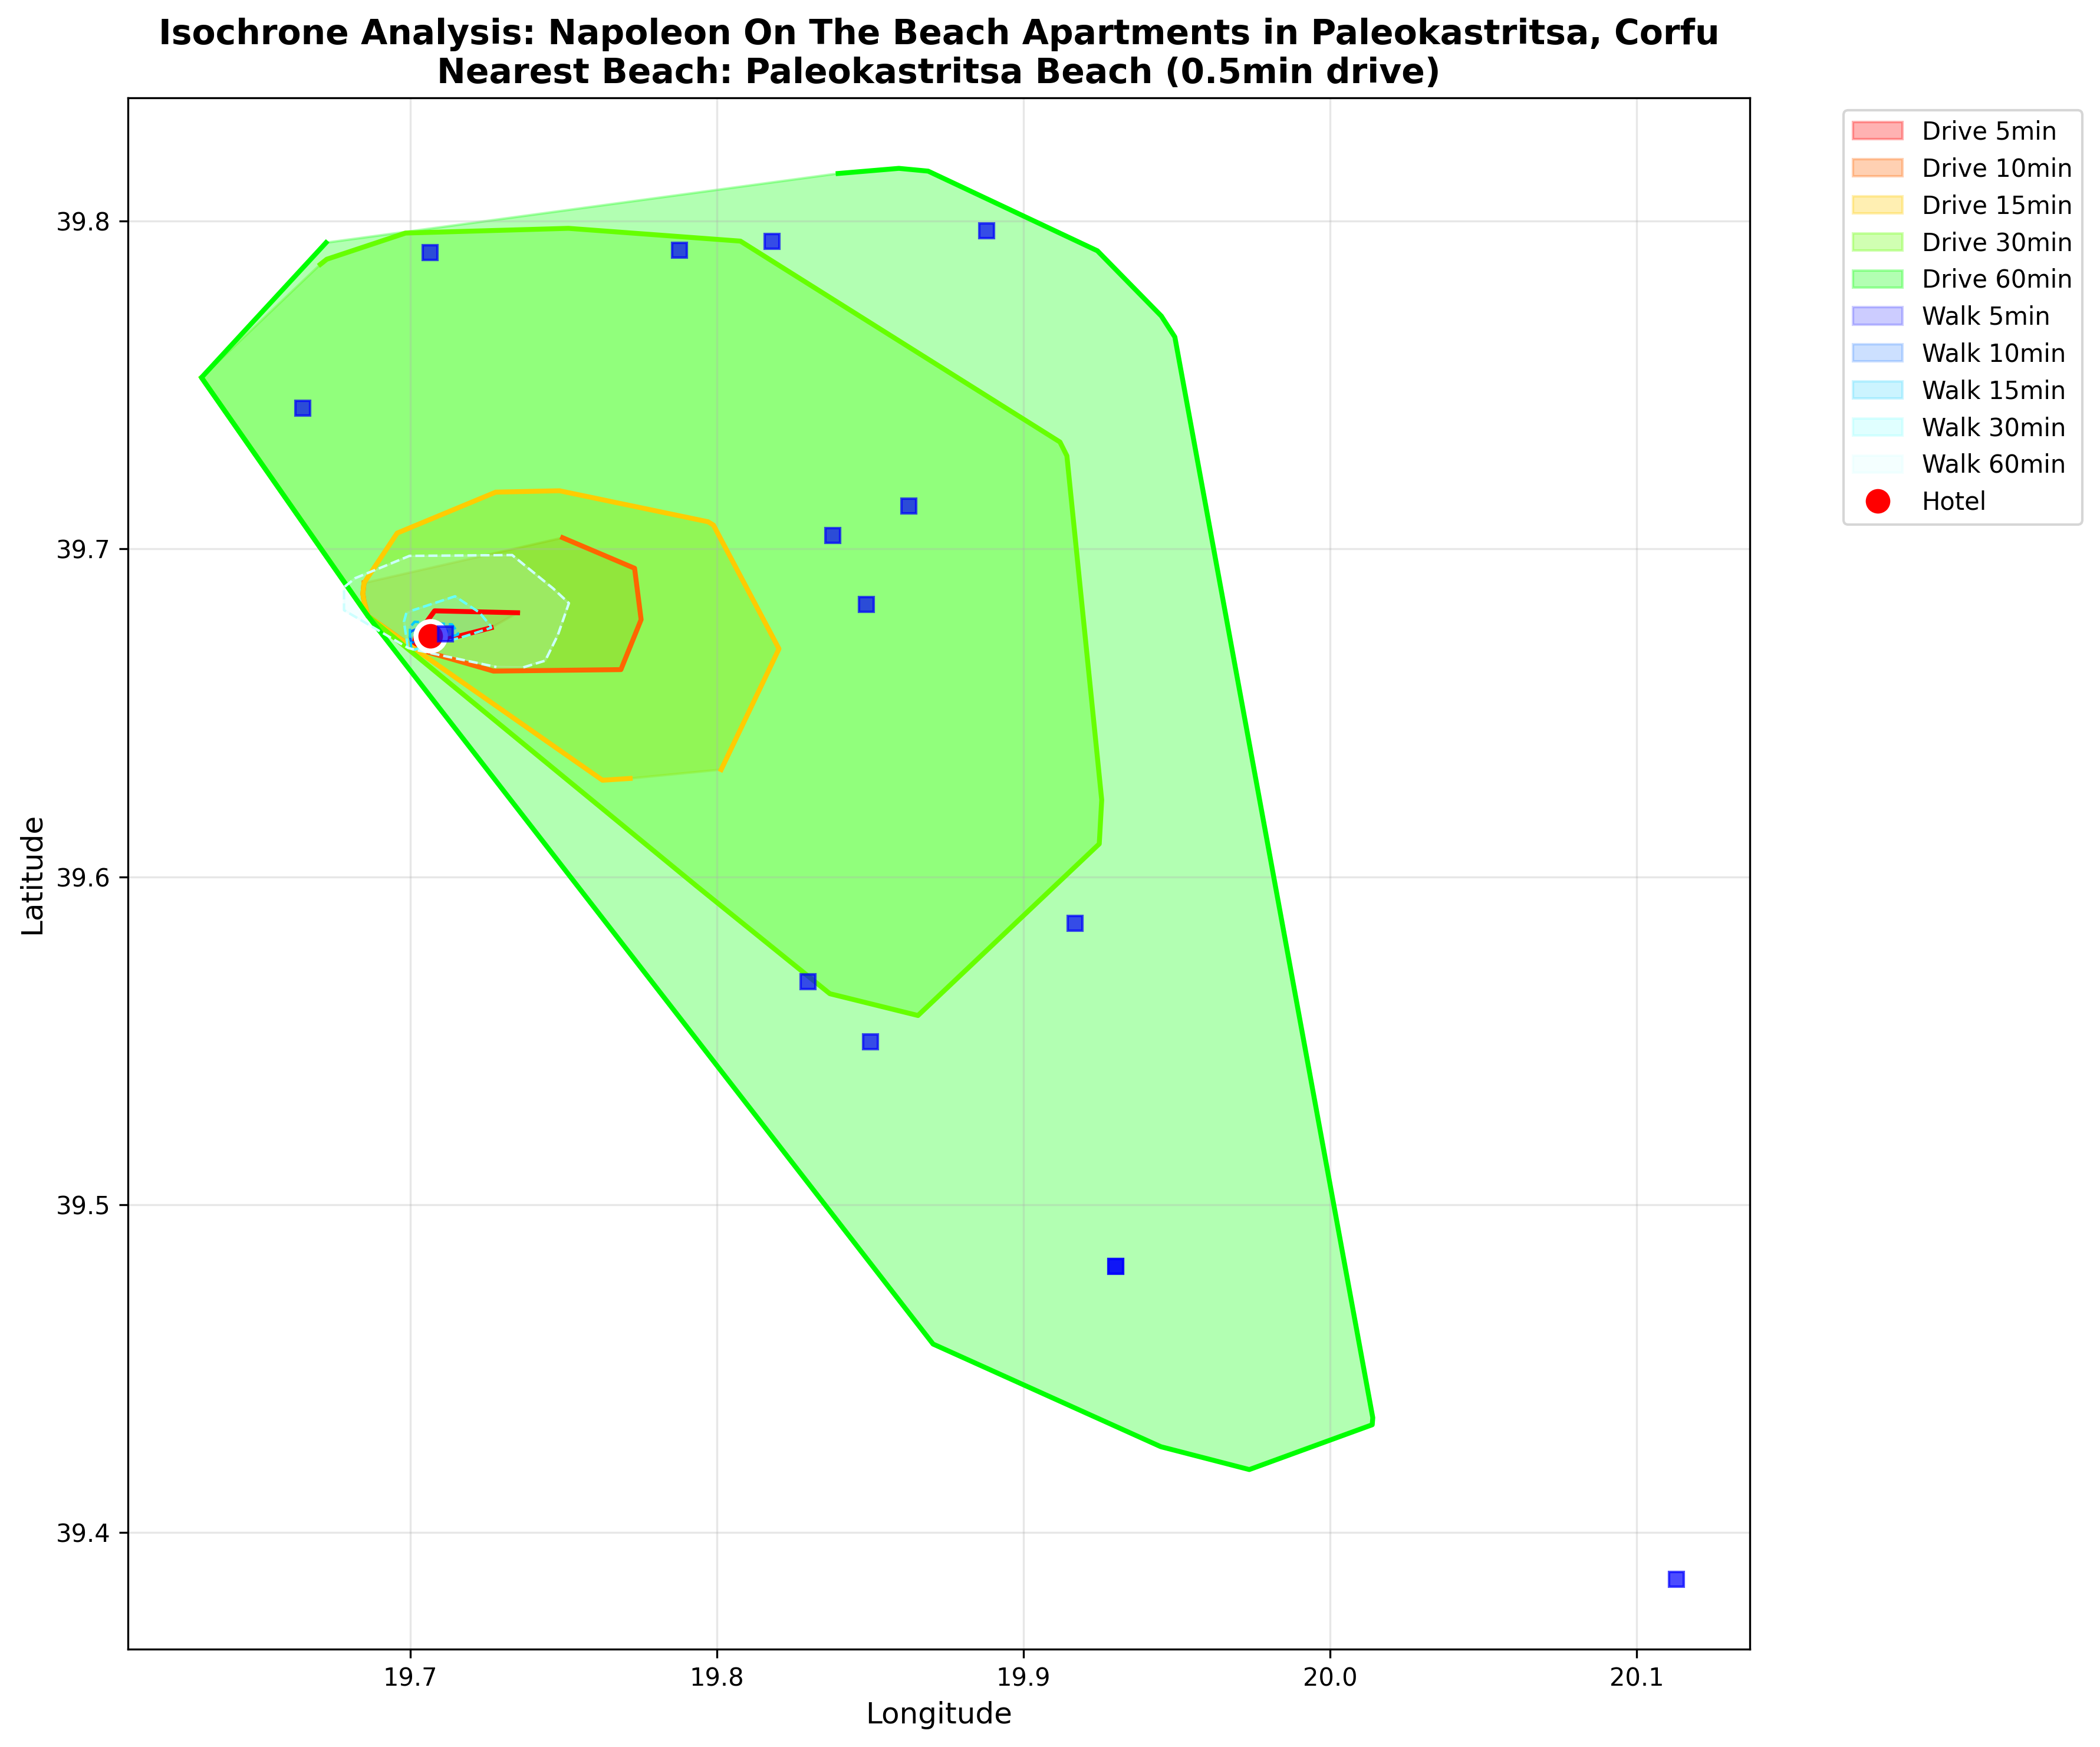 Isochrone Analysis: Napoleon On The Beach Apartments in Paleokastritsa, Corfu
Nearest Beach: Paleokastritsa Beach (0.5min drive)
Drive 5min
Drive 10min
Drive 15min
Drive 30min
Drive 60min
Walk 5min
Walk 10min
Walk 15min
Walk 30min
Walk 60min
Hotel
39.8
39.7
39.6
39.5
39.4
Latitude
19.7
19.8
19.9
20.0
20.1
Longitude